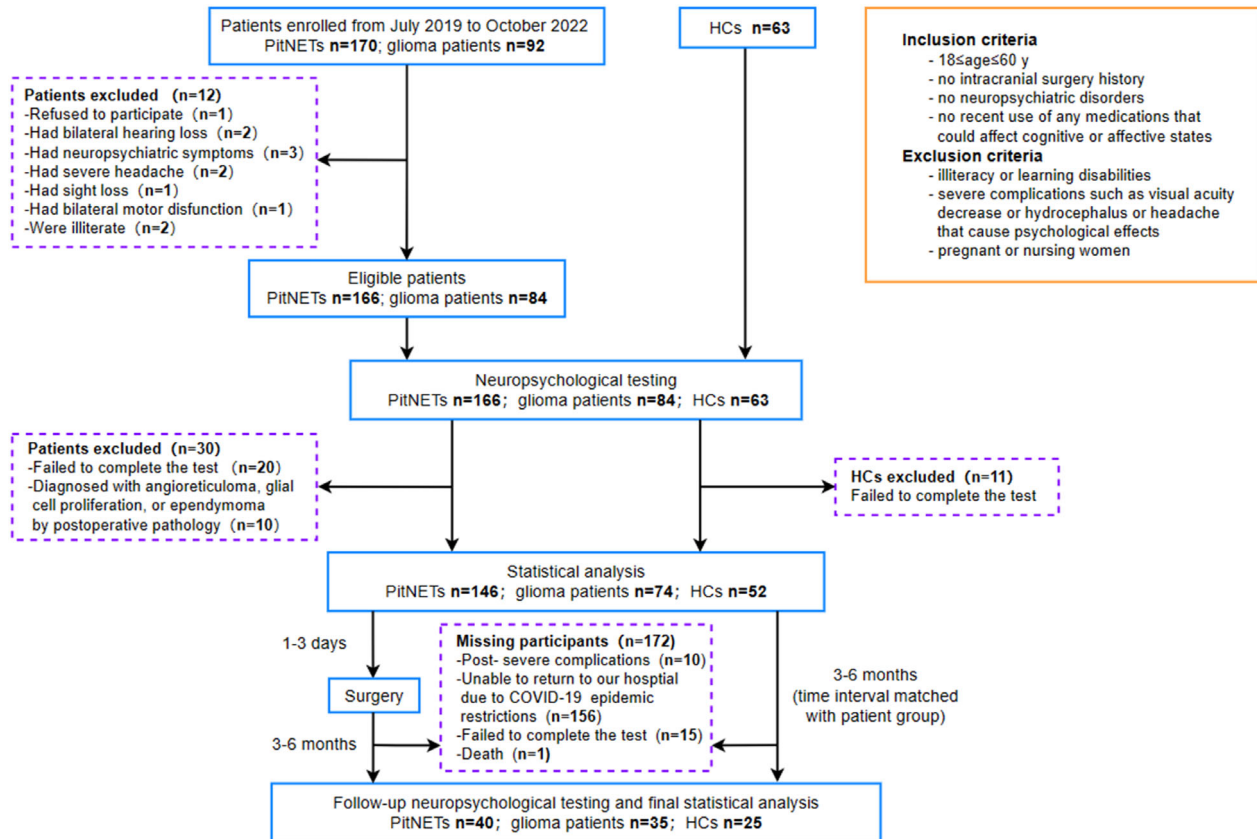 Patients enrolled from July 2019 to October 2022
PitNETs n=170; glioma patients n=92
HCs n=63
Inclusion criteria
- 18≤age≤60 y
- no intracranial surgery history
- no neuropsychiatric disorders
- no recent use of any medications that
could affect cognitive or affective states
Exclusion criteria
- illiteracy or learning disabilities
- severe complications such as visual acuity
decrease or hydrocephalus or headache
that cause psychological effects
- pregnant or nursing women
Patients excluded (n=12)
-Refused to participate (n=1)
-Had bilateral hearing loss (n=2)
-Had neuropsychiatric symptoms (n=3)
-Had severe headache (n=2)
-Had sight loss (n=1)
-Had bilateral motor disfunction (n=1)
-Were illiterate (n=2)
Eligible patients
PitNETs n=166; glioma patients n=84
Neuropsychological testing
PitNETs n=166; glioma patients n=84; HCs n=63
Patients excluded (n=30)
-Failed to complete the test (n=20)
-Diagnosed with angioreticuloma, glial
cell proliferation, or ependymoma
by postoperative pathology (n=10)
HCs excluded (n=11)
Failed to complete the test
Statistical analysis
PitNETs n=146; glioma patients n=74; HCs n=52
1-3 days
Surgery
3-6 months
Missing participants (n=172)
-Post- severe complications (n=10)
-Unable to return to our hosptial
due to COVID-19 epidemic
restrictions (n=156)
-Failed to complete the test (n=15)
-Death (n=1)
3-6 months
(time interval matched
with patient group)
Follow-up neuropsychological testing and final statistical analysis
PitNETs n=40; glioma patients n=35; HCs n=25